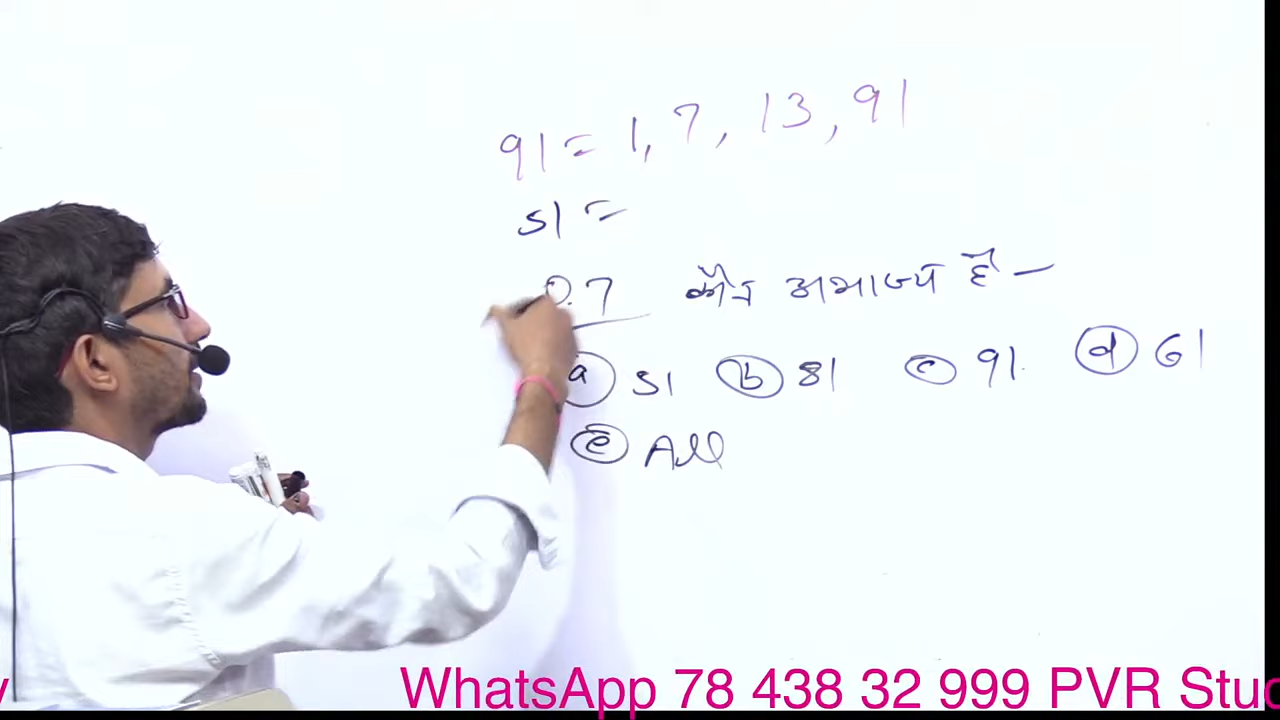 91 = 1, 7, 13, 91
51 =
Q.7 कौन अभाज्य है –
(a) 51 (b) 81 (c) 91. (d) 61
(e) All
WhatsApp 78 438 32 999 PVR Stu